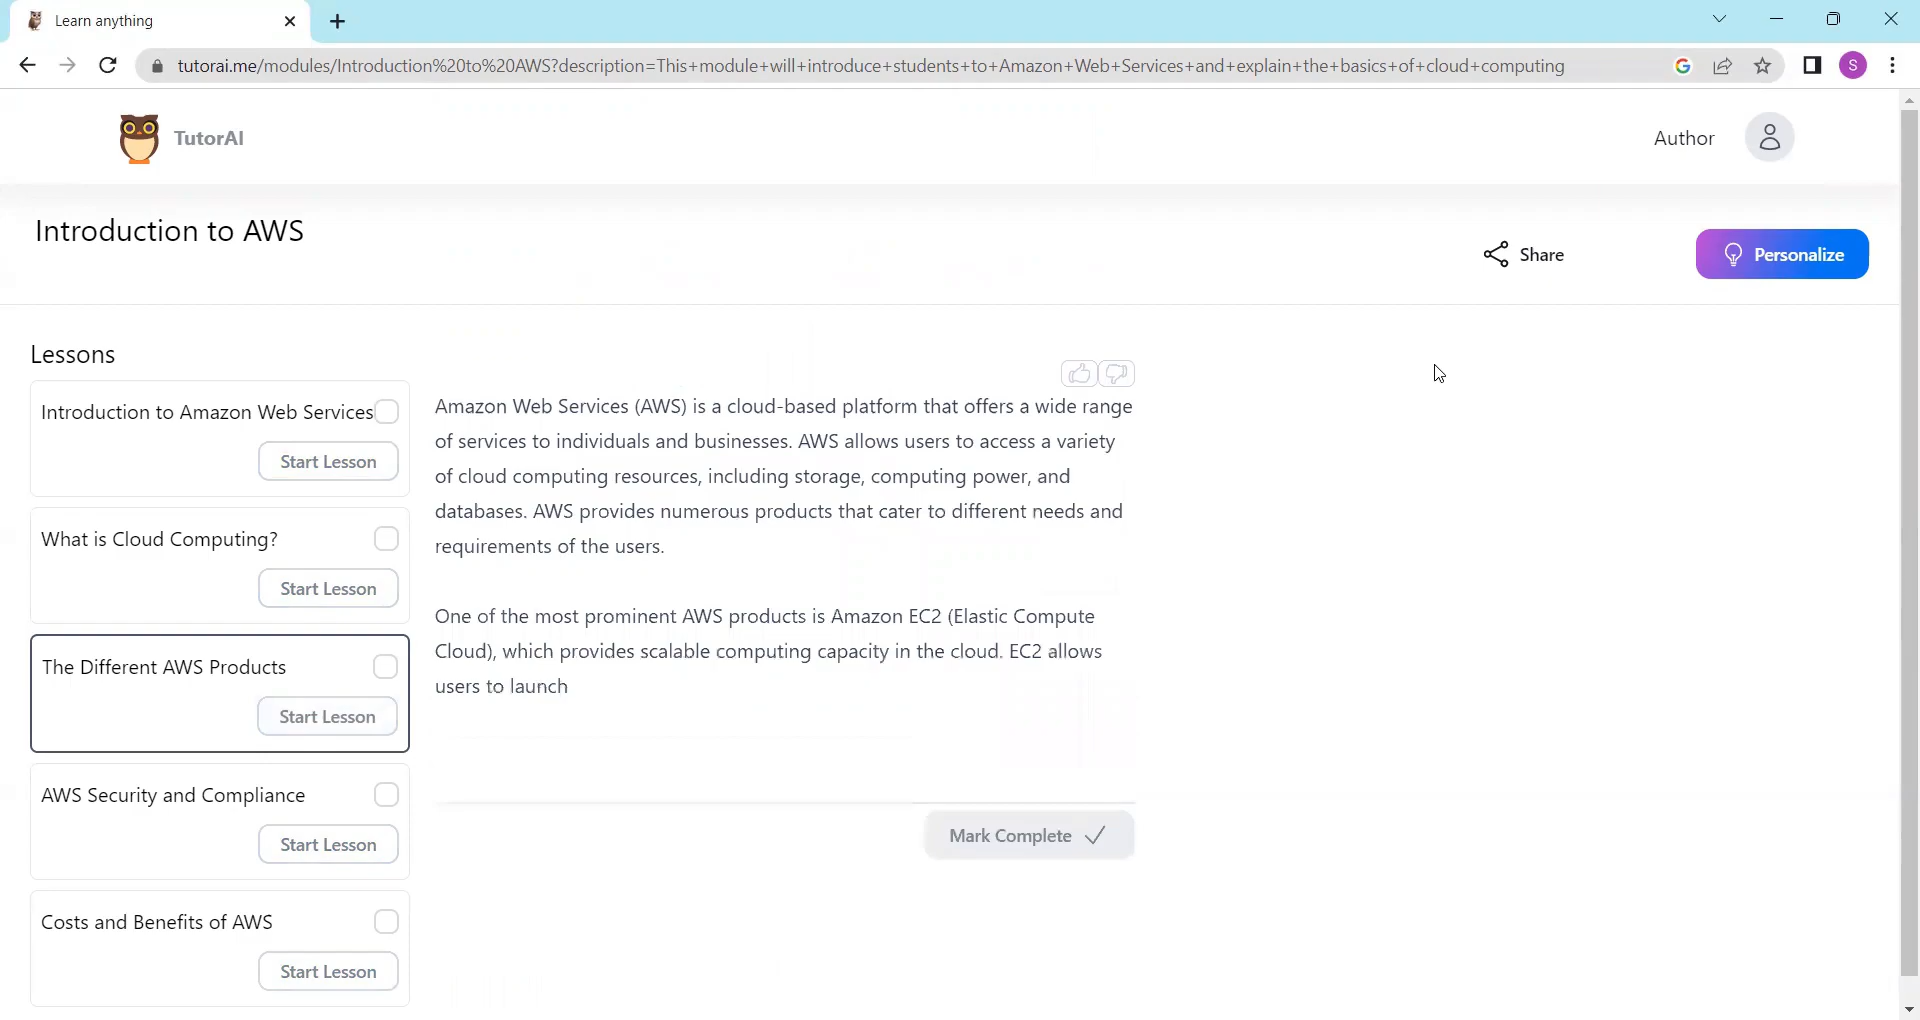 Learn anything
tutorai.me/modules/Introduction%20to%20AWS?description=This+module+will+introduce+students+to+Amazon+Web+Services+and+explain+the+basics+of+cloud+computing
S
TutorAI
Author
Introduction to AWS
Share
Personalize
Lessons
Introduction to Amazon Web Services
Start Lesson
What is Cloud Computing?
Start Lesson
The Different AWS Products
Start Lesson
AWS Security and Compliance
Start Lesson
Costs and Benefits of AWS
Start Lesson
Amazon Web Services (AWS) is a cloud-based platform that offers a wide range
of services to individuals and businesses. AWS allows users to access a variety
of cloud computing resources, including storage, computing power, and
databases. AWS provides numerous products that cater to different needs and
requirements of the users.
One of the most prominent AWS products is Amazon EC2 (Elastic Compute
Cloud), which provides scalable computing capacity in the cloud. EC2 allows
users to launch
Mark Complete